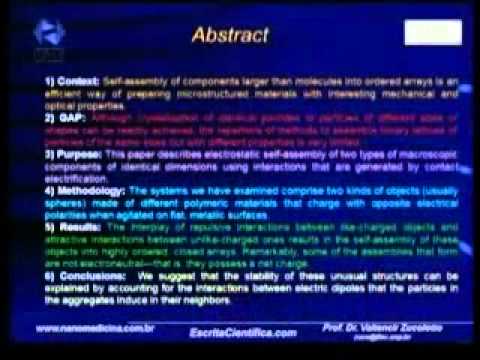 Abstract
1) Context: Self-assembly of components larger than molecules into ordered arrays is an
efficient way of preparing microstructured materials with interesting mechanical and
optical properties.
2) GAP: Although crystallization of identical particles or particles of different sizes or
shapes can be readily achieved, the repertoire of methods to assemble binary lattices of
particles of the same sizes but with different properties is very limited.
3) Purpose: This paper describes electrostatic self-assembly of two types of macroscopic
components of identical dimensions using interactions that are generated by contact
electrification.
4) Methodology: The systems we have examined comprise two kinds of objects (usually
spheres) made of different polymeric materials that charge with opposite electrical
polarities when agitated on flat, metallic surfaces.
5) Results: The interplay of repulsive interactions between like-charged objects and
attractive interactions between unlike-charged ones results in the self-assembly of these
objects into highly ordered, closed arrays. Remarkably, some of the assemblies that form
are not electroneutral—that is, they possess a net charge.
6) Conclusions: We suggest that the stability of these unusual structures can be
explained by accounting for the interactions between electric dipoles that the particles in
the aggregates induce in their neighbors.
www.nanomedicina.com.br
EscritaCientifica.com
Prof. Dr. Valtencir Zucolotto